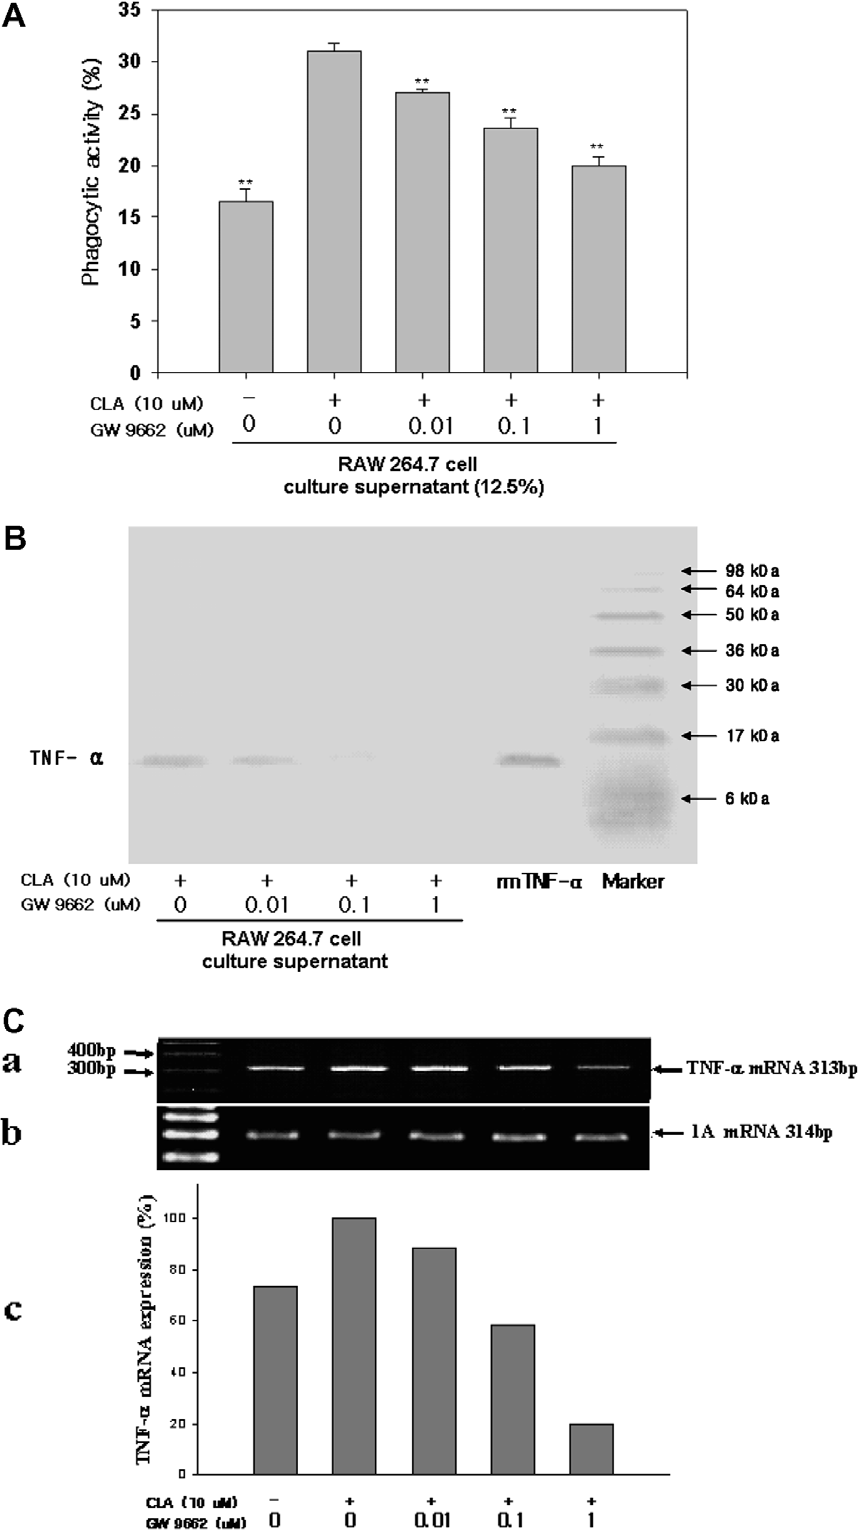 A
Phagocytic activity (%)
35
30
25
20
15
10
5
0
**
**
**
**
CLA (10 uM) − + + + +
GW 9662 (uM) 0 0 0.01 0.1 1
RAW 264.7 cell
culture supernatant (12.5%)
B
98 kDa
64 kDa
50 kDa
36 kDa
30 kDa
17 kDa
6 kDa
TNF- α
CLA (10 uM) + + + + rmTNF-α Marker
GW 9662 (uM) 0 0.01 0.1 1
RAW 264.7 cell
culture supernatant
C
a
400bp
300bp
TNF-α mRNA 313bp
b
1A mRNA 314bp
c
TNF-α mRNA expression (%)
100
80
60
40
20
0
CLA (10 uM) − + + + +
GW 9662 (uM) 0 0 0.01 0.1 1